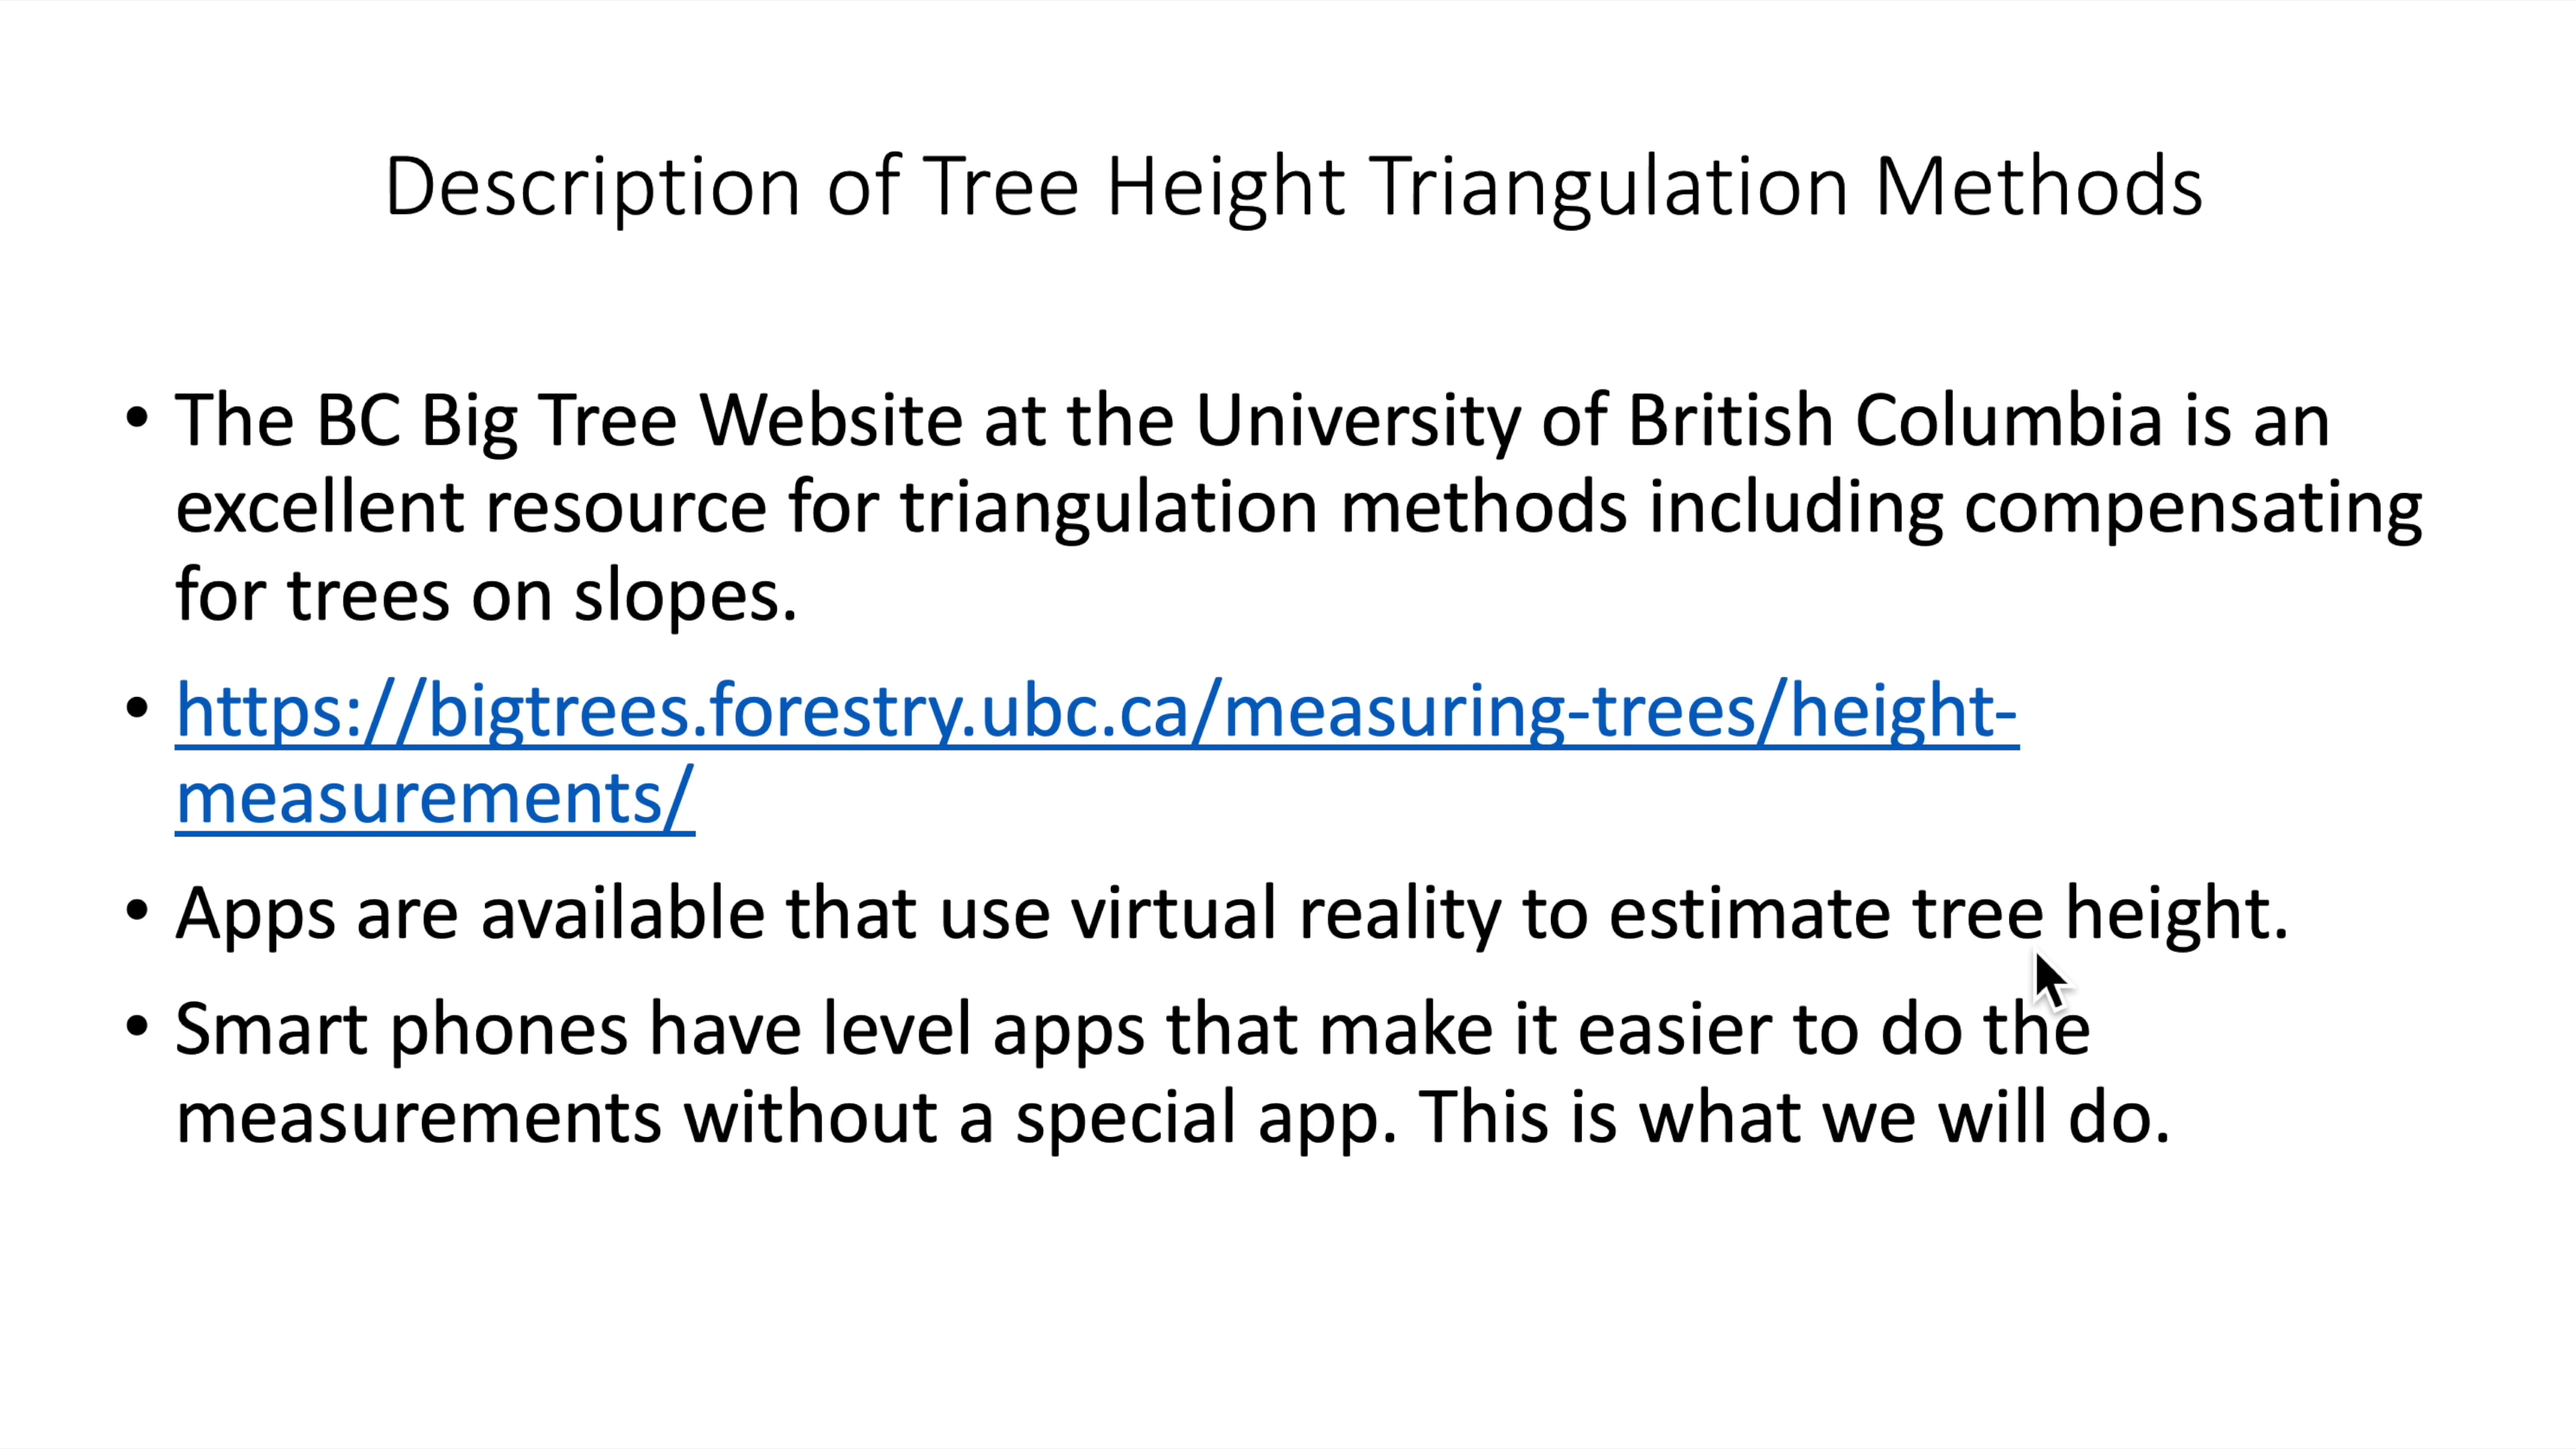 Description of Tree Height Triangulation Methods
• The BC Big Tree Website at the University of British Columbia is an
excellent resource for triangulation methods including compensating
for trees on slopes.
• https://bigtrees.forestry.ubc.ca/measuring-trees/height-
measurements/
• Apps are available that use virtual reality to estimate tree height.
• Smart phones have level apps that make it easier to do the
measurements without a special app. This is what we will do.